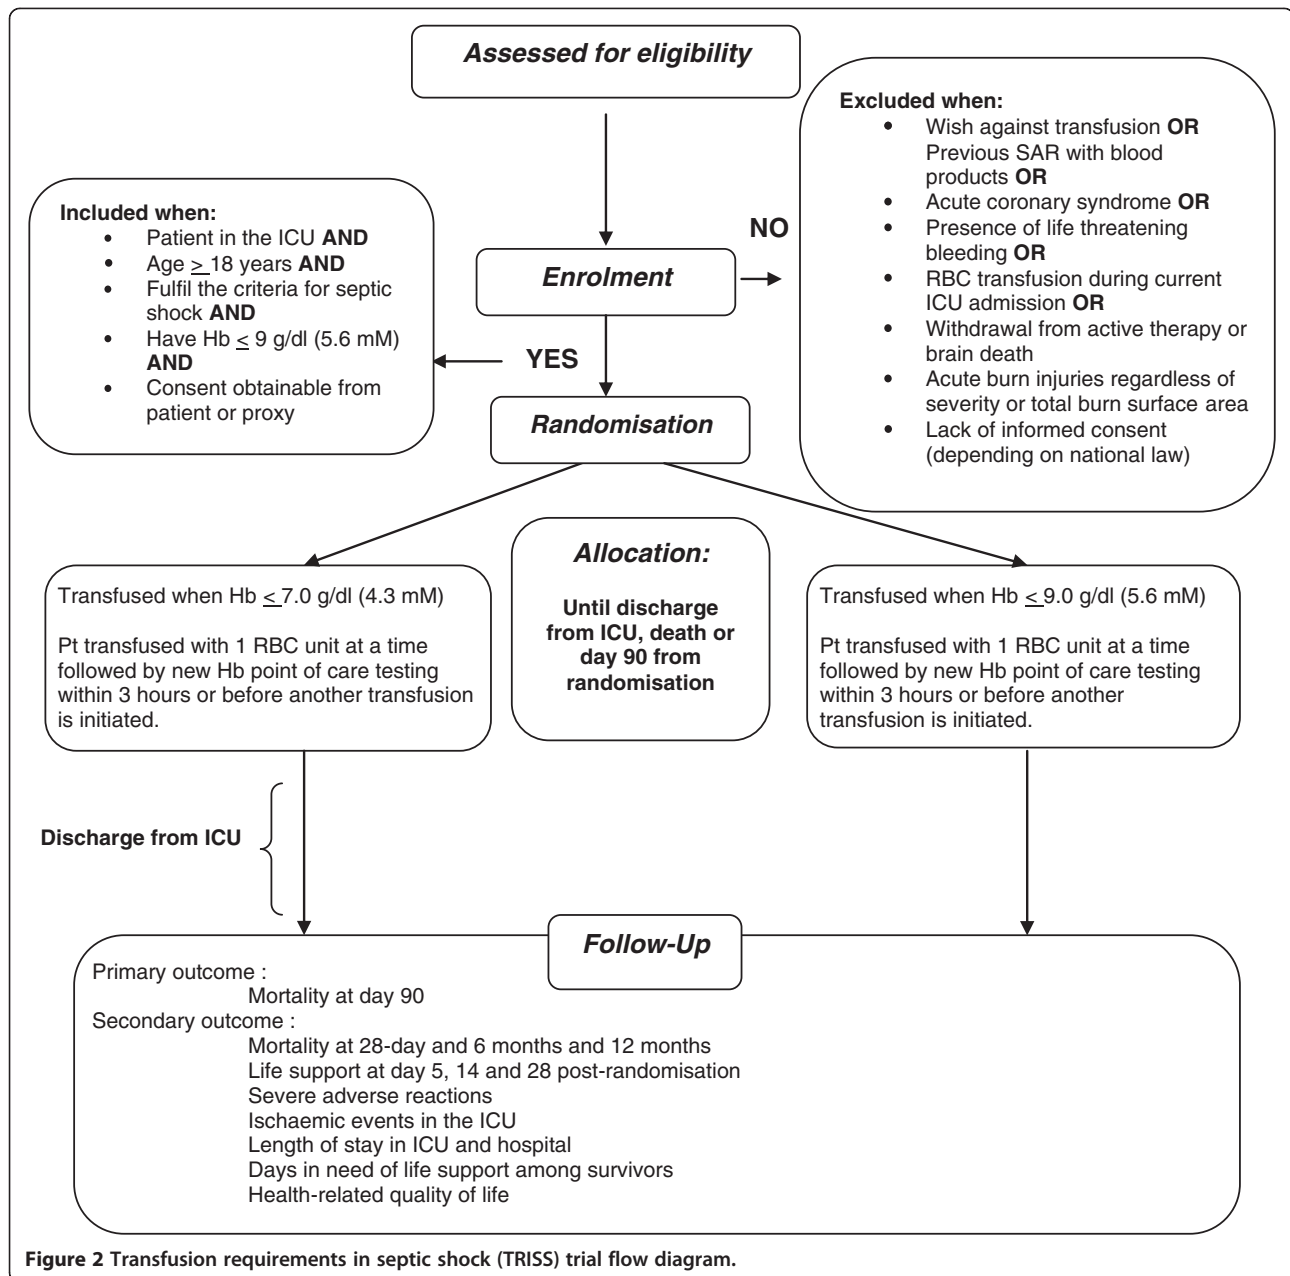 Assessed for eligibility
Excluded when:
• Wish against transfusion OR
Previous SAR with blood
products OR
• Acute coronary syndrome OR
• Presence of life threatening
bleeding OR
• RBC transfusion during current
ICU admission OR
• Withdrawal from active therapy or
brain death
• Acute burn injuries regardless of
severity or total burn surface area
• Lack of informed consent
(depending on national law)
Included when:
• Patient in the ICU AND
• Age ≥ 18 years AND
• Fulfil the criteria for septic
shock AND
• Have Hb ≤ 9 g/dl (5.6 mM)
AND
• Consent obtainable from
patient or proxy
NO
Enrolment
YES
Randomisation
Transfused when Hb ≤ 7.0 g/dl (4.3 mM)
Pt transfused with 1 RBC unit at a time
followed by new Hb point of care testing
within 3 hours or before another transfusion
is initiated.
Allocation:
Until discharge
from ICU, death or
day 90 from
randomisation
Transfused when Hb ≤ 9.0 g/dl (5.6 mM)
Pt transfused with 1 RBC unit at a time
followed by new Hb point of care testing
within 3 hours or before another
transfusion is initiated.
Discharge from ICU
Follow-Up
Primary outcome :
Mortality at day 90
Secondary outcome :
Mortality at 28-day and 6 months and 12 months
Life support at day 5, 14 and 28 post-randomisation
Severe adverse reactions
Ischaemic events in the ICU
Length of stay in ICU and hospital
Days in need of life support among survivors
Health-related quality of life
Figure 2 Transfusion requirements in septic shock (TRISS) trial flow diagram.